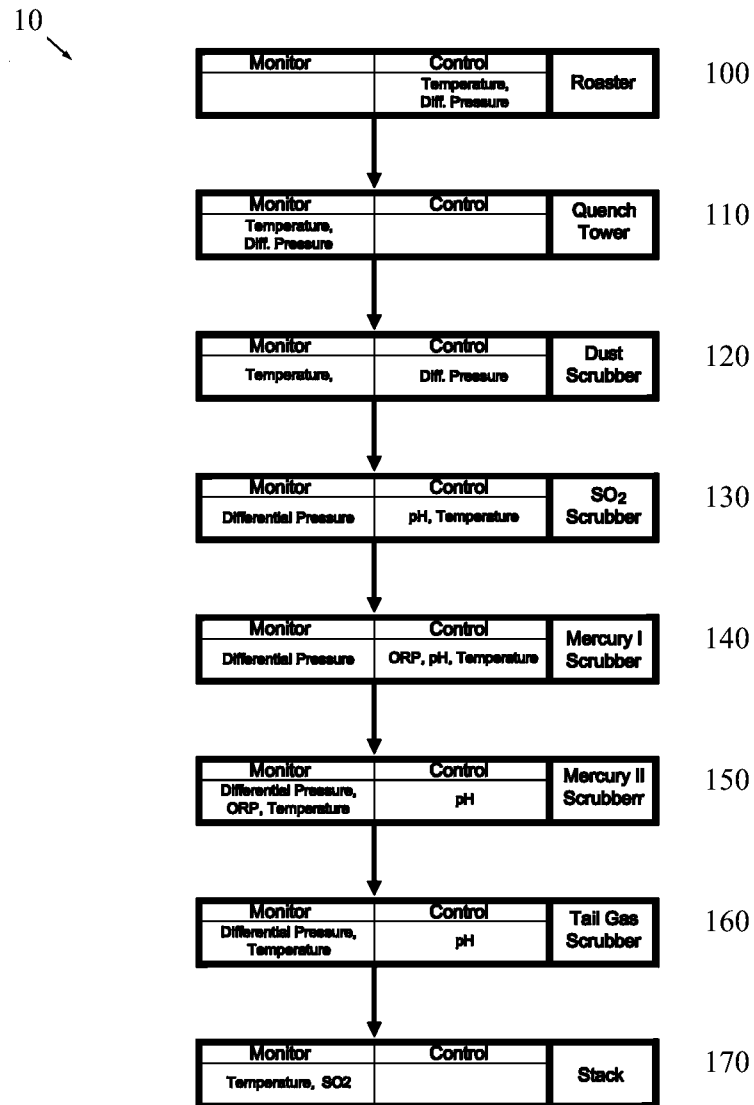 10
Monitor Control
Temperature,
Diff. Pressure
Roaster
100
Monitor Control
Temperature,
Diff. Pressure
Quench
Tower
110
Monitor Control
Temperature,
Diff. Pressure
Dust
Scrubber
120
Monitor Control
Differential Pressure
pH, Temperature
SO2
Scrubber
130
Monitor Control
Differential Pressure
ORP, pH, Temperature
Mercury I
Scrubber
140
Monitor Control
Differential Pressure,
ORP, Temperature
pH
Mercury II
Scrubberr
150
Monitor Control
Differential Pressure,
Temperature
pH
Tail Gas
Scrubber
160
Monitor Control
Temperature, SO2
Stack
170